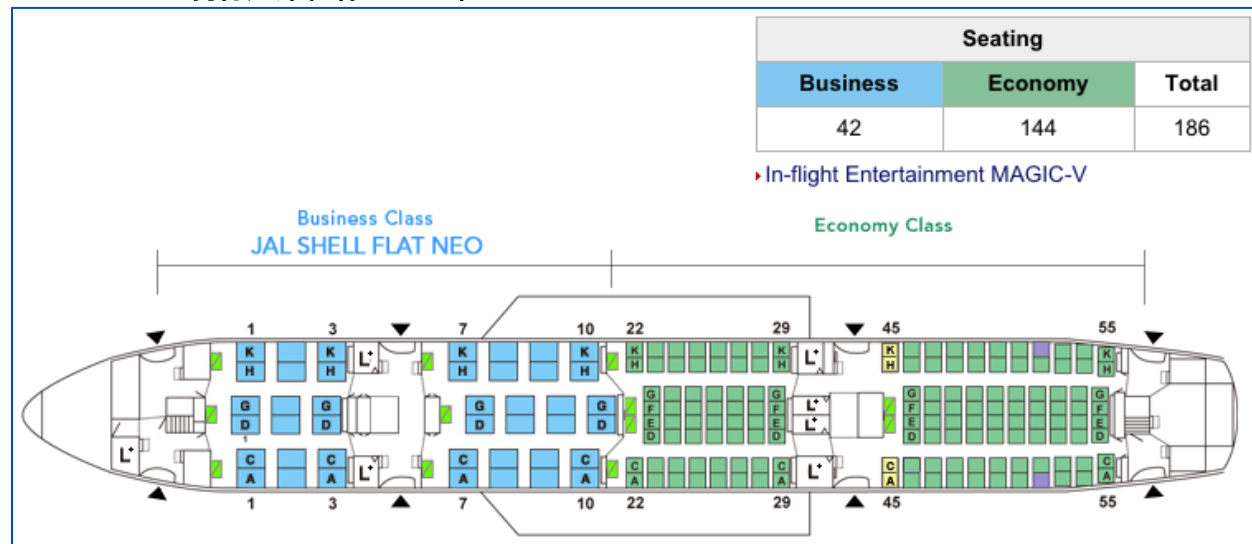 Seating
Business Economy Total
42 144 186
In-flight Entertainment MAGIC-V
Business Class
JAL SHELL FLAT NEO
Economy Class
1 3 7 10 22 29 45 55
K K K K K K K K
H H H H H H H H
L+ L+
G G G G G G G G
F F F F
E E E E
D D D D D D D D
1
L+
L+
L+ L+ L+
C C C C C C C C
A A A A A A A A
1 3 7 10 22 29 45 55